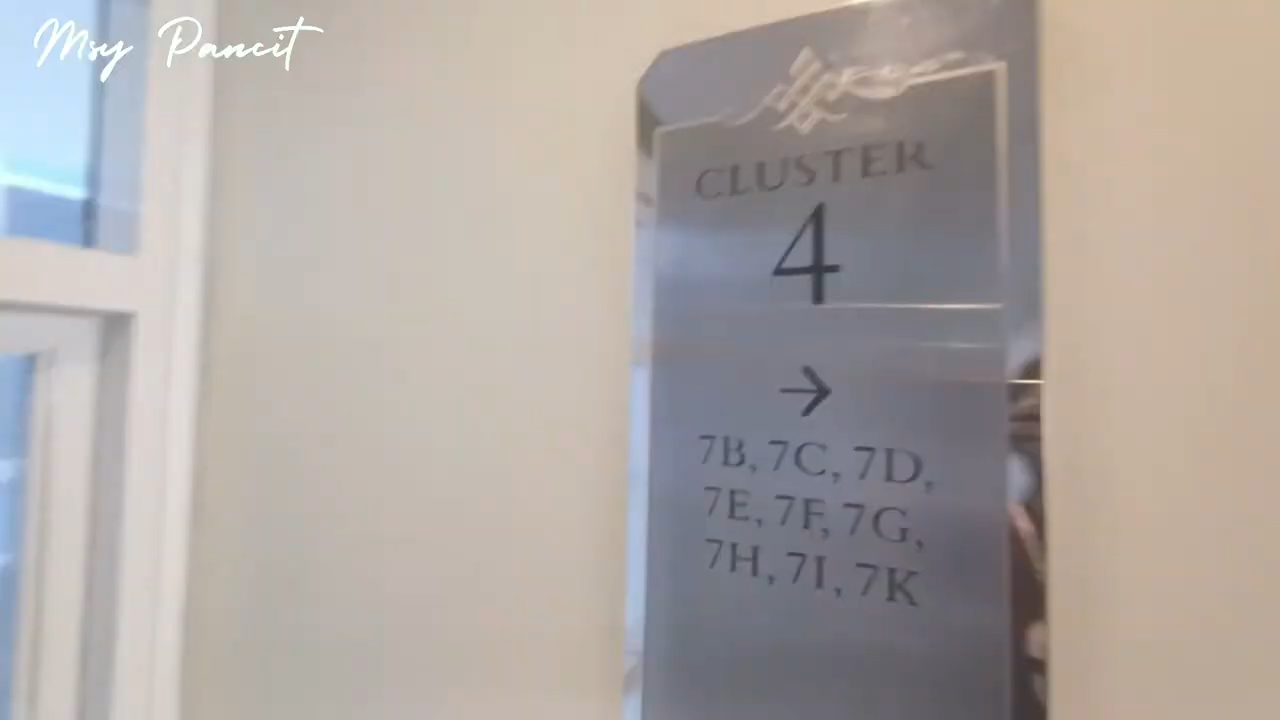 Msy Pancit
CLUSTER
4
→
7B, 7C, 7D,
7E, 7F, 7G,
7H, 7I, 7K